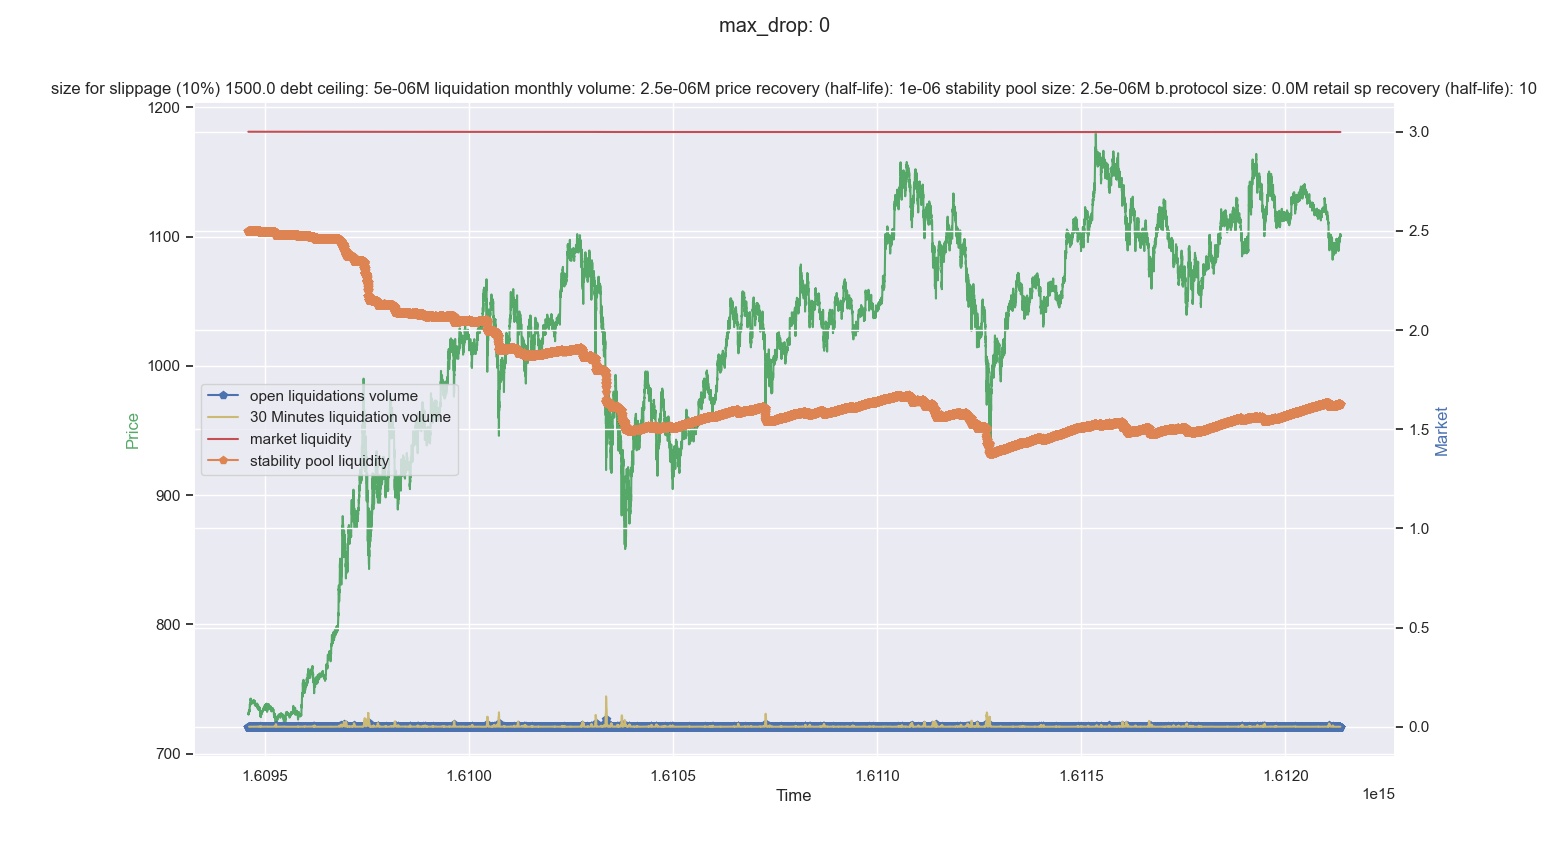 max_drop: 0
size for slippage (10%) 1500.0 debt ceiling: 5e-06M liquidation monthly volume: 2.5e-06M price recovery (half-life): 1e-06 stability pool size: 2.5e-06M b.protocol size: 0.0M retail sp recovery (half-life): 10
1200
1100
1000
900
800
700
Price
open liquidations volume
30 Minutes liquidation volume
market liquidity
stability pool liquidity
3.0
2.5
2.0
1.5
1.0
0.5
0.0
Market
1.6095 1.6100 1.6105 1.6110 1.6115 1.6120
Time
1e15